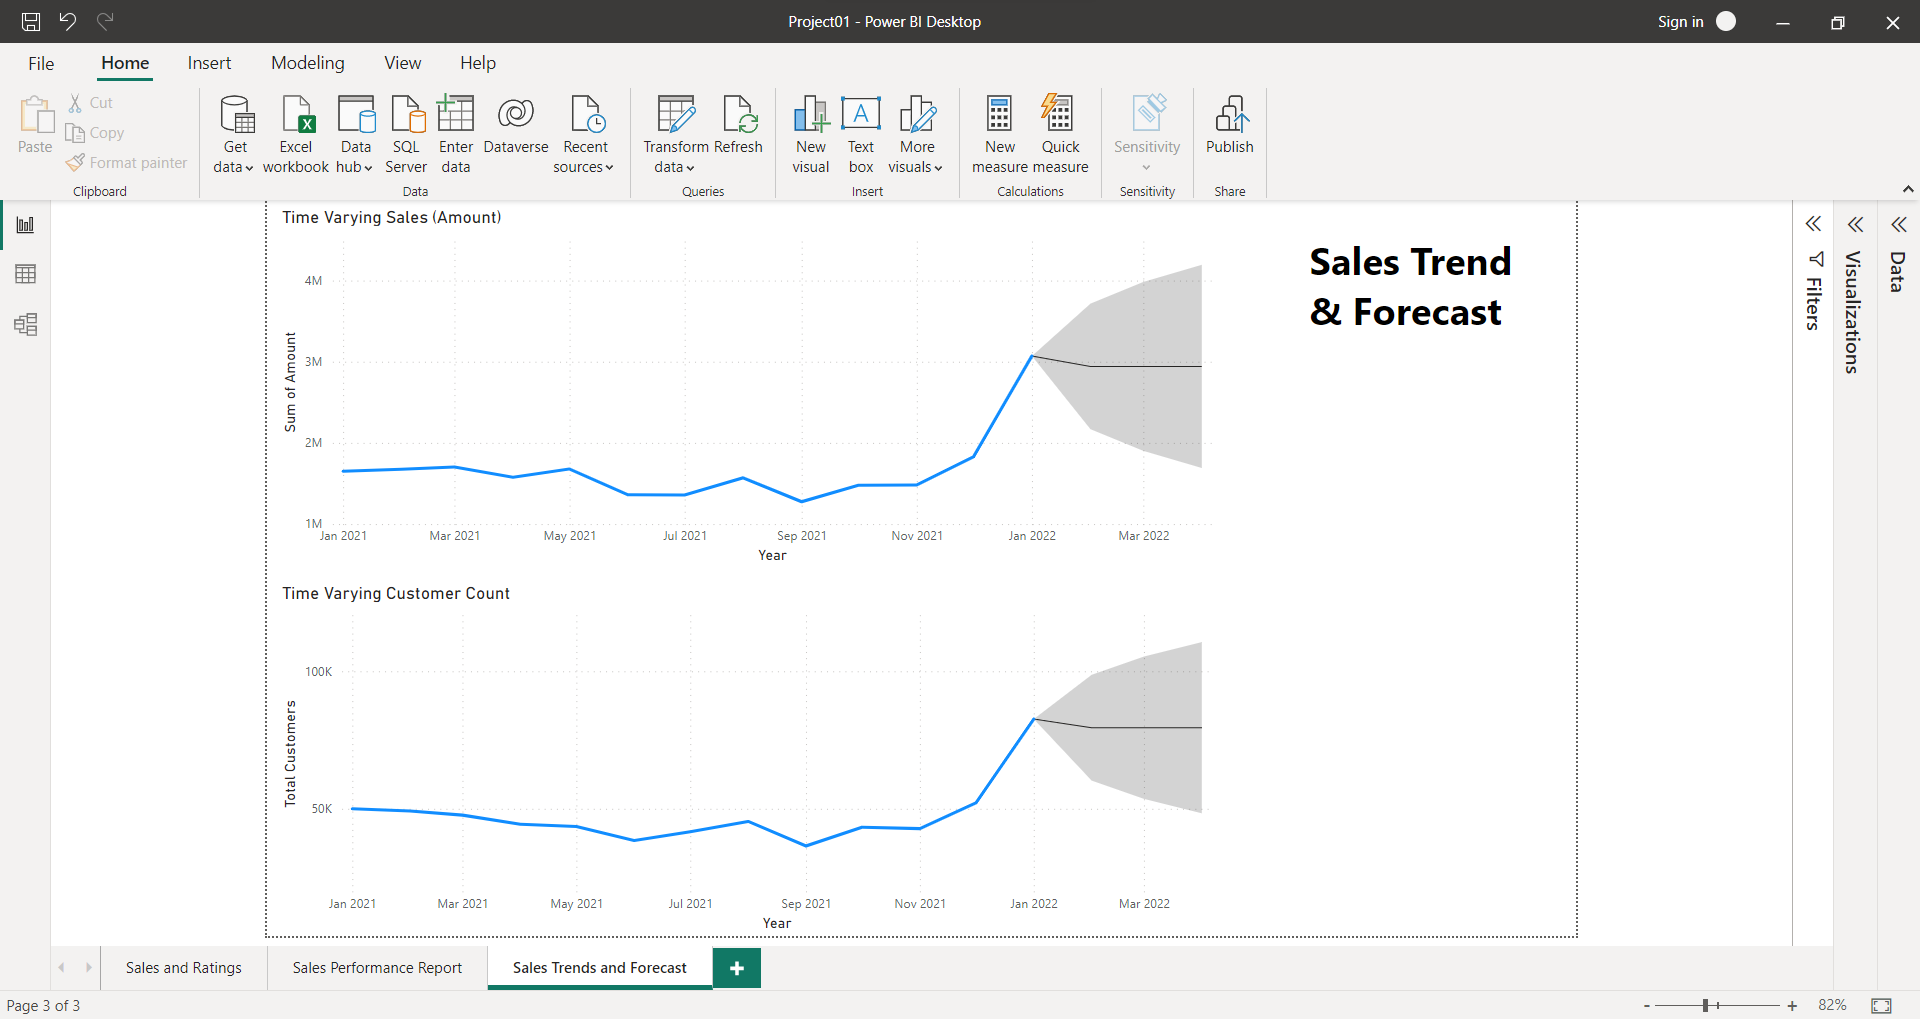 Project01 - Power BI Desktop
Sign in
File
Home
Insert
Modeling
View
Help
Paste
Cut
Copy
Format painter
Clipboard
Get data
Excel workbook
Data hub
SQL Server
Enter data
Dataverse
Recent sources
Data
Transform data
Refresh
Queries
New visual
Text box
More visuals
Insert
New measure
Quick measure
Calculations
Sensitivity
Sensitivity
Publish
Share
Time Varying Sales (Amount)
Sum of Amount
4M
3M
2M
1M
Jan 2021
Mar 2021
May 2021
Jul 2021
Sep 2021
Nov 2021
Jan 2022
Mar 2022
Year
Sales Trend
& Forecast
Time Varying Customer Count
Total Customers
100K
50K
Jan 2021
Mar 2021
May 2021
Jul 2021
Sep 2021
Nov 2021
Jan 2022
Mar 2022
Year
Filters
Visualizations
Data
Sales and Ratings
Sales Performance Report
Sales Trends and Forecast
Page 3 of 3
82%